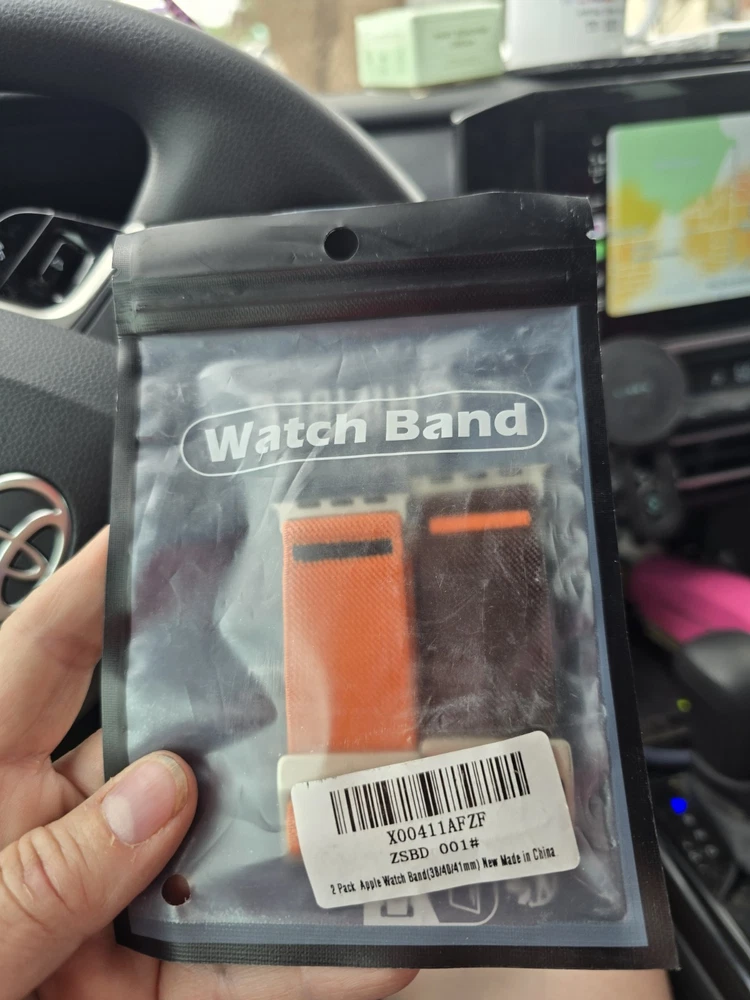 Watch Band
X00411AFZF
ZSBD 001#
2 Pack Apple Watch Band(38/40/41mm) New Made in China